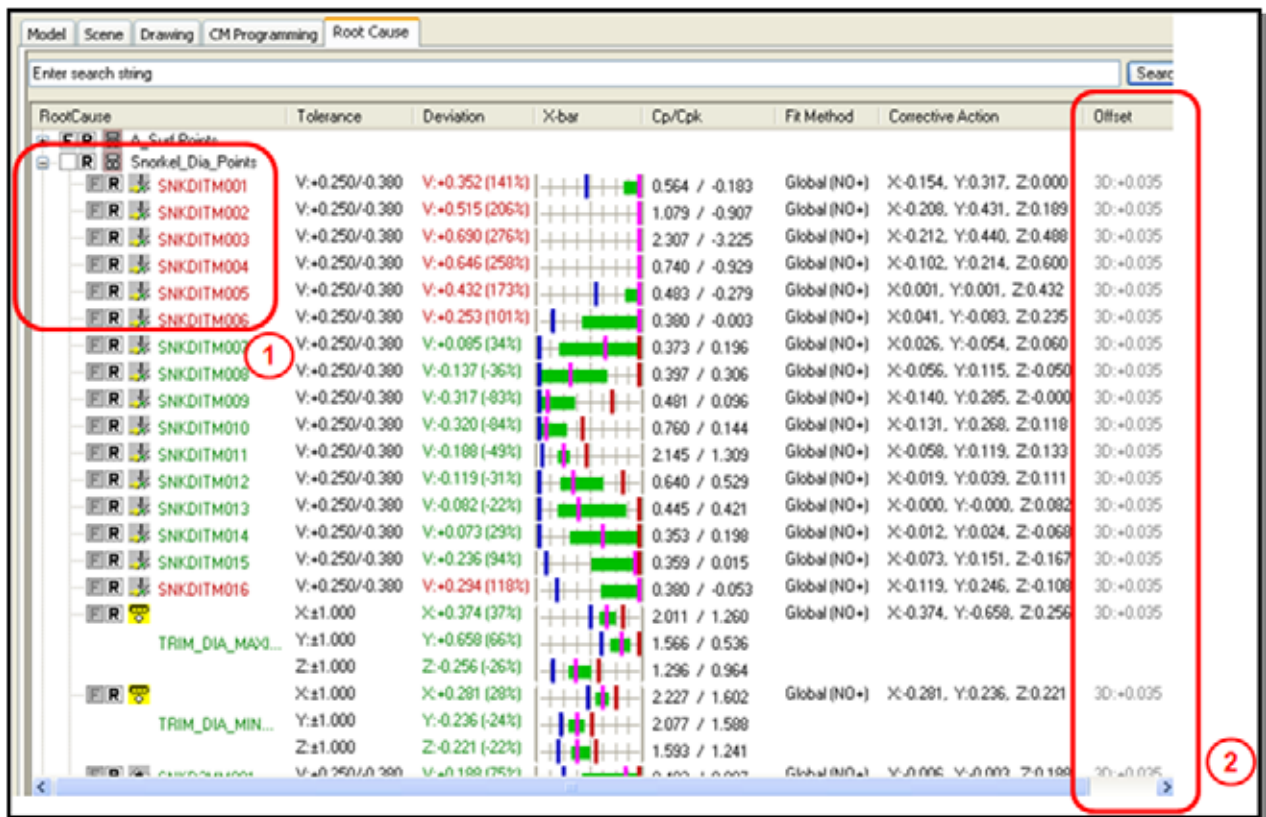 Model Scene Drawing CM Programming Root Cause
Enter search string Searc
RootCause Tolerance Deviation X-bar Cp/Cpk Fit Method Corrective Action Offset
F R A_Surf_Points
R Snorkel_Dia_Points
F R SNKDITM001 V:+0.250/-0.380 V:+0.352 (141%) 0.564 / -0.183 Global (NO+) X:-0.154, Y:0.317, Z:0.000 3D:+0.035
F R SNKDITM002 V:+0.250/-0.380 V:+0.515 (206%) 1.079 / -0.907 Global (NO+) X:-0.208, Y:0.431, Z:0.189 3D:+0.035
F R SNKDITM003 V:+0.250/-0.380 V:+0.690 (276%) 2.307 / -3.225 Global (NO+) X:-0.212, Y:0.440, Z:0.488 3D:+0.035
F R SNKDITM004 V:+0.250/-0.380 V:+0.646 (258%) 0.740 / -0.929 Global (NO+) X:-0.102, Y:0.214, Z:0.600 3D:+0.035
F R SNKDITM005 V:+0.250/-0.380 V:+0.432 (173%) 0.483 / -0.279 Global (NO+) X:0.001, Y:0.001, Z:0.432 3D:+0.035
F R SNKDITM006 V:+0.250/-0.380 V:+0.253 (101%) 0.380 / -0.003 Global (NO+) X:0.041, Y:-0.083, Z:0.235 3D:+0.035
1
F R SNKDITM007 V:+0.250/-0.380 V:+0.085 (34%) 0.373 / 0.196 Global (NO+) X:0.026, Y:-0.054, Z:0.060 3D:+0.035
F R SNKDITM008 V:+0.250/-0.380 V:-0.137 (-36%) 0.397 / 0.306 Global (NO+) X:-0.056, Y:0.115, Z:-0.050 3D:+0.035
F R SNKDITM009 V:+0.250/-0.380 V:-0.317 (-83%) 0.481 / 0.096 Global (NO+) X:-0.140, Y:0.285, Z:-0.000 3D:+0.035
F R SNKDITM010 V:+0.250/-0.380 V:-0.320 (-84%) 0.760 / 0.144 Global (NO+) X:-0.131, Y:0.268, Z:0.118 3D:+0.035
F R SNKDITM011 V:+0.250/-0.380 V:-0.188 (-49%) 2.145 / 1.309 Global (NO+) X:-0.058, Y:0.119, Z:0.133 3D:+0.035
F R SNKDITM012 V:+0.250/-0.380 V:-0.119 (-31%) 0.640 / 0.529 Global (NO+) X:-0.019, Y:0.039, Z:0.111 3D:+0.035
F R SNKDITM013 V:+0.250/-0.380 V:-0.082 (-22%) 0.445 / 0.421 Global (NO+) X:-0.000, Y:-0.000, Z:0.082 3D:+0.035
F R SNKDITM014 V:+0.250/-0.380 V:+0.073 (29%) 0.353 / 0.198 Global (NO+) X:-0.012, Y:0.024, Z:-0.068 3D:+0.035
F R SNKDITM015 V:+0.250/-0.380 V:+0.236 (94%) 0.359 / 0.015 Global (NO+) X:-0.073, Y:0.151, Z:-0.167 3D:+0.035
F R SNKDITM016 V:+0.250/-0.380 V:+0.294 (118%) 0.380 / -0.053 Global (NO+) X:-0.119, Y:0.246, Z:-0.108 3D:+0.035
F R X:±1.000 X:+0.374 (37%) 2.011 / 1.260 Global (NO+) X:-0.374, Y:-0.658, Z:0.256 3D:+0.035
TRIM_DIA_MAXI... Y:±1.000 Y:+0.658 (66%) 1.566 / 0.536
Z:±1.000 Z:-0.256 (-26%) 1.296 / 0.964
F R X:±1.000 X:+0.281 (28%) 2.227 / 1.602 Global (NO+) X:-0.281, Y:0.236, Z:0.221 3D:+0.035
TRIM_DIA_MIN... Y:±1.000 Y:-0.236 (-24%) 2.077 / 1.588
Z:±1.000 Z:-0.221 (-22%) 1.593 / 1.241
2
V:+0.250/-0.380 V:+0.188 (75%) Global (NO+) X:-0.006, Y:-0.003, Z:0.188 3D:+0.035